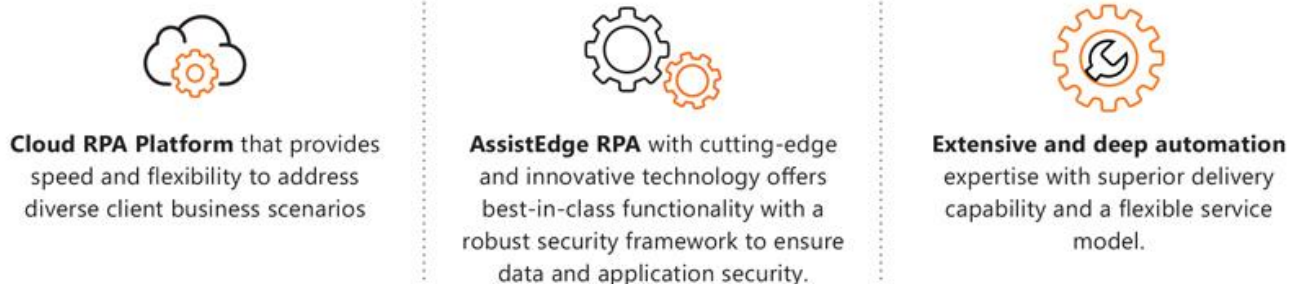 Cloud RPA Platform that provides
speed and flexibility to address
diverse client business scenarios
AssistEdge RPA with cutting-edge
and innovative technology offers
best-in-class functionality with a
robust security framework to ensure
data and application security.
Extensive and deep automation
expertise with superior delivery
capability and a flexible service
model.